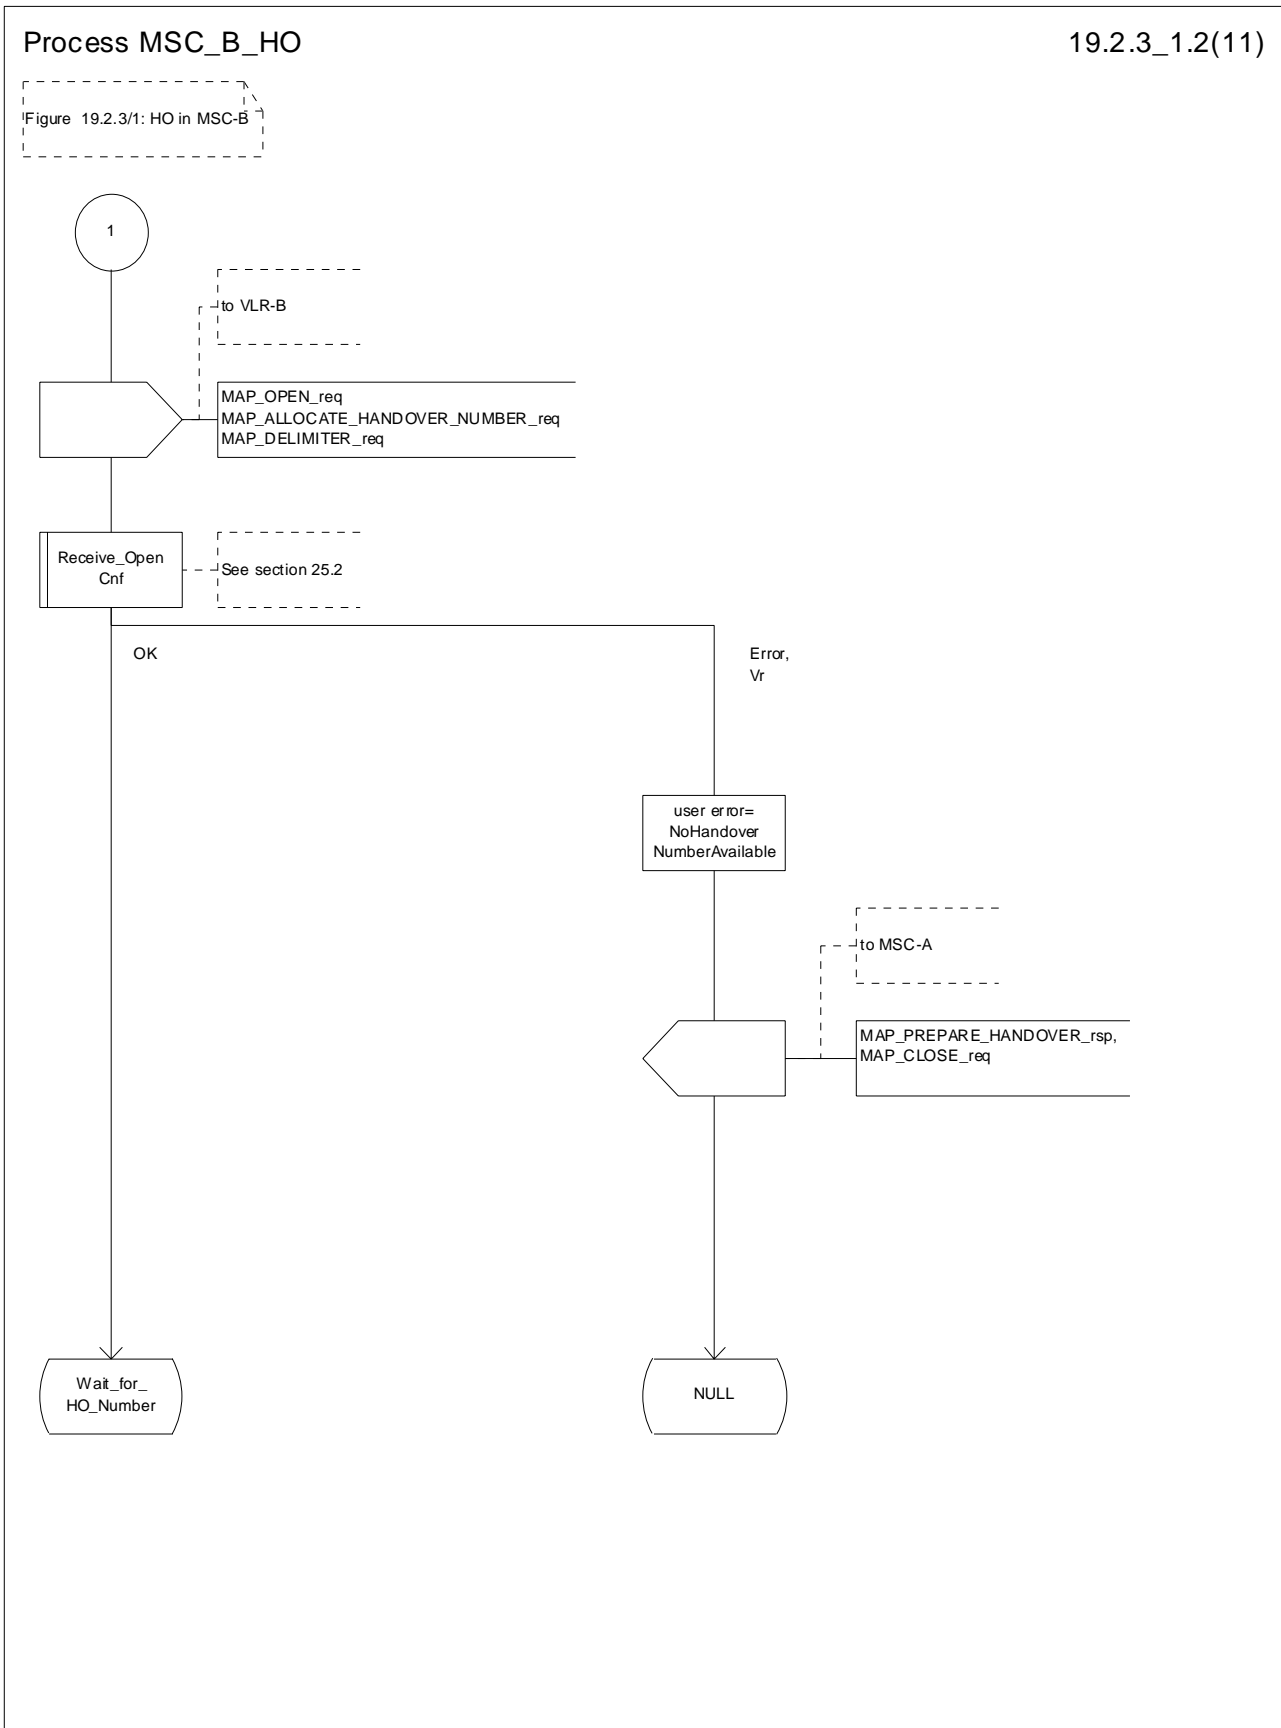 Process MSC_B_HO
19.2.3_1.2(11)
Figure 19.2.3/1: HO in MSC-B
1
to VLR-B
MAP_OPEN_req
MAP_ALLOCATE_HANDOVER_NUMBER_req
MAP_DELIMITER_req
Receive_Open
Cnf
See section 25.2
OK
Error,
Vr
user error=
NoHandover
NumberAvailable
to MSC-A
MAP_PREPARE_HANDOVER_rsp,
MAP_CLOSE_req
Wait_for_
HO_Number
NULL